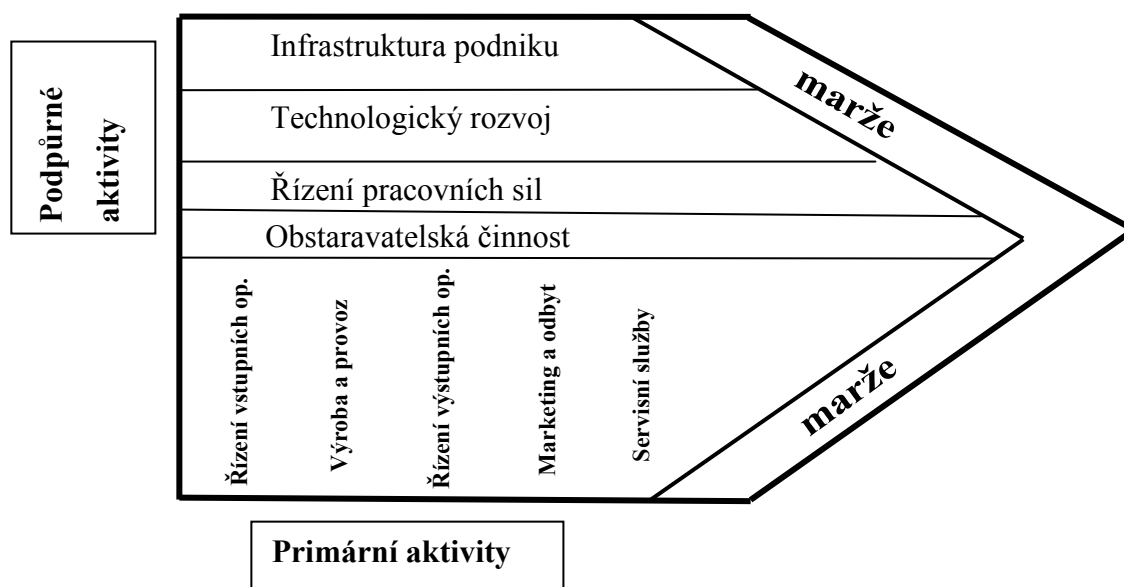 Podpůrné
aktivity
Infrastruktura podniku
Technologický rozvoj
Řízení pracovních sil
Obstaravatelská činnost
marže
Řízení vstupních op.
Výroba a provoz
Řízení výstupních op.
Marketing a odbyt
Servisní služby
marže
Primární aktivity